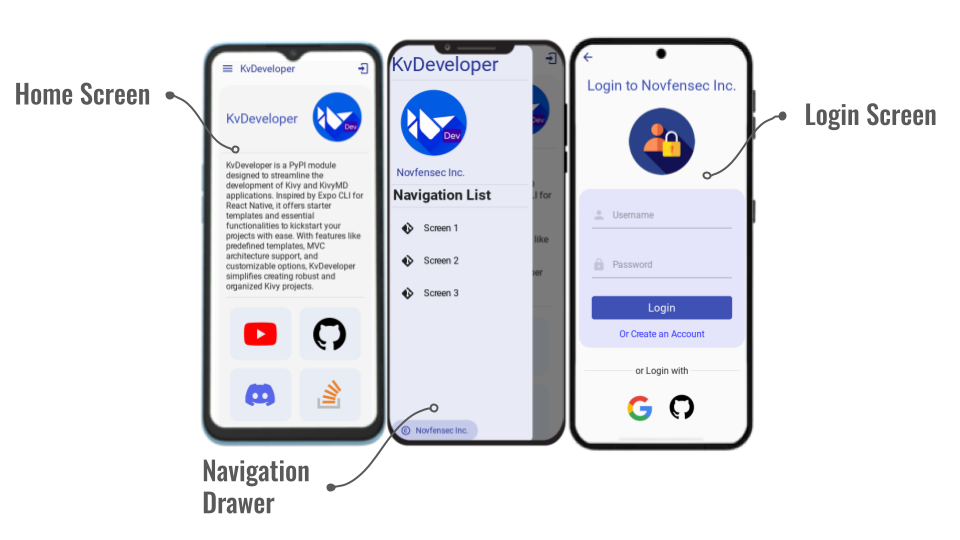 Home Screen
KvDeveloper
KvDeveloper
Dev
KvDeveloper is a PyPI module
designed to streamline the
development of Kivy and KivyMD
applications. Inspired by Expo CLI for
React Native, it offers starter
templates and essential
functionalities to kickstart your
projects with ease. With features like
predefined templates, MVC
architecture support, and
customizable options, KvDeveloper
simplifies creating robust and
organized Kivy projects.
KvDeveloper
Dev
Novfensec Inc.
Navigation List
Screen 1
Screen 2
Screen 3
© Novfensec Inc.
Dev
I for
like
er
Navigation
Drawer
Login to Novfensec Inc.
Username
Password
Login
Or Create an Account
or Login with
Login Screen